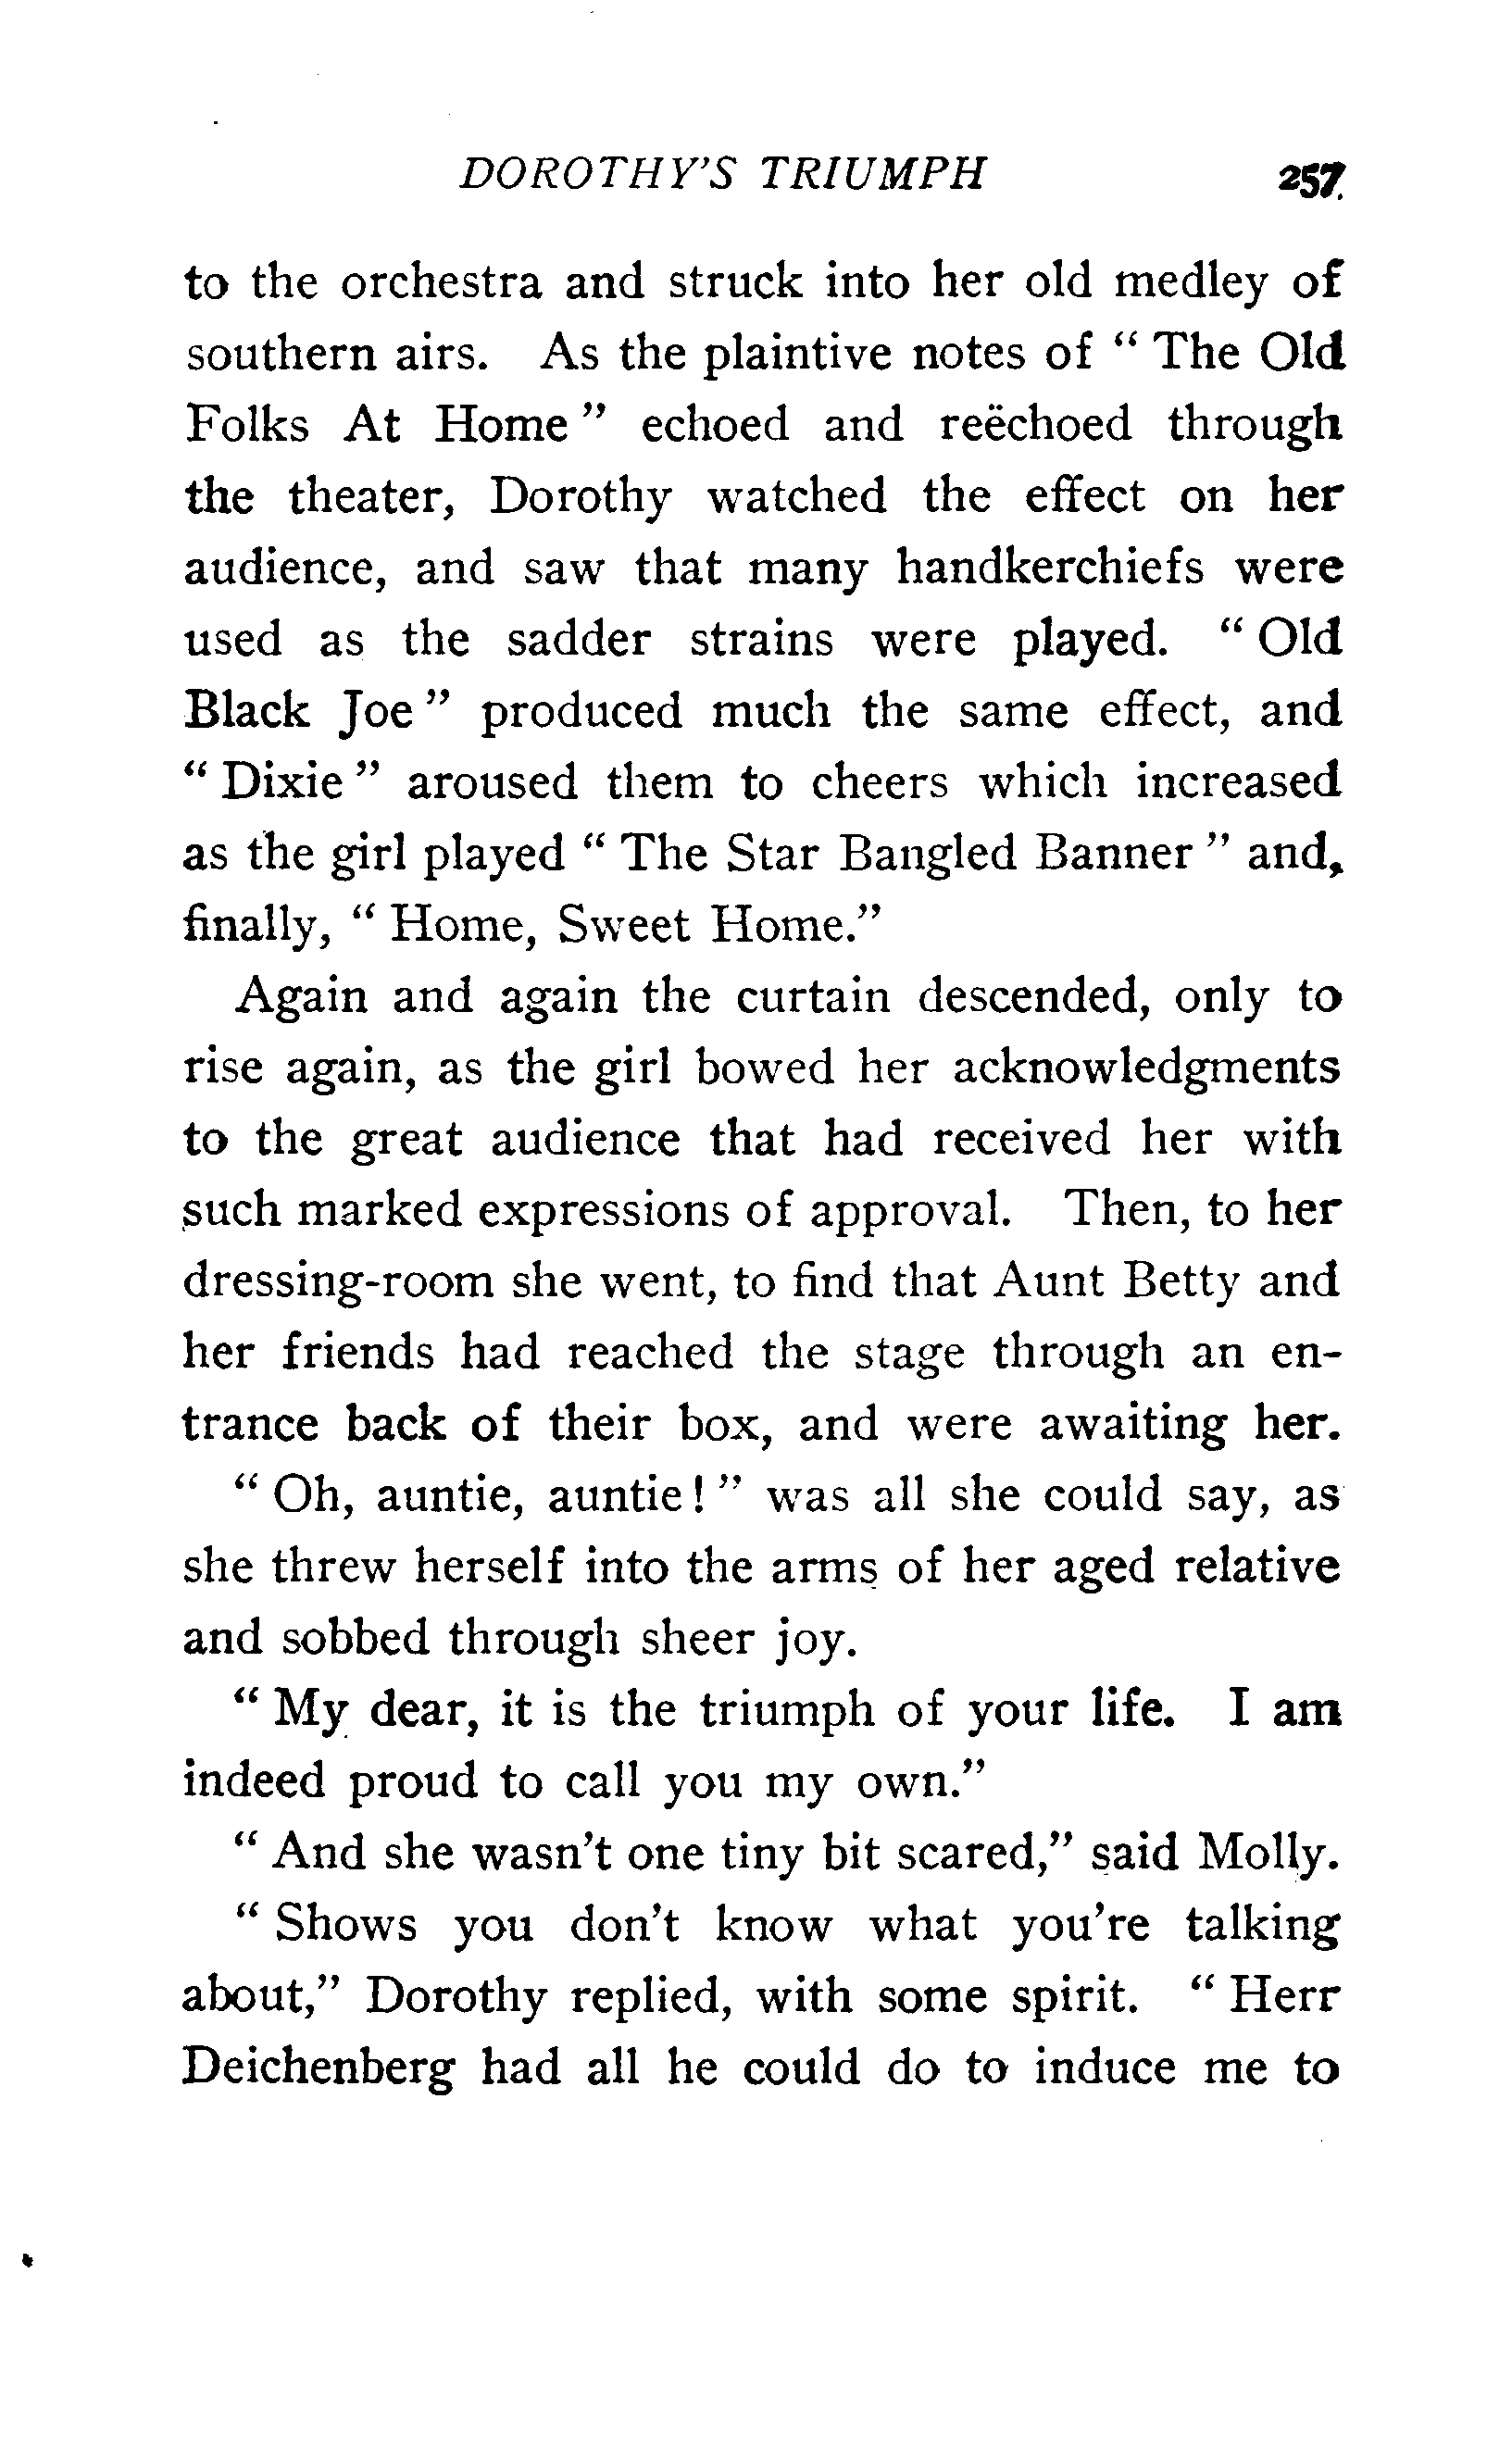 DOROTHY'S TRIUMPH 257
to the orchestra and struck into her old medley of
southern airs. As the plaintive notes of " The Old
Folks At Home " echoed and reëchoed through
the theater, Dorothy watched the effect on her
audience, and saw that many handkerchiefs were
used as the sadder strains were played. " Old
Black Joe " produced much the same effect, and
" Dixie " aroused them to cheers which increased
as the girl played " The Star Bangled Banner " and,
finally, " Home, Sweet Home."
Again and again the curtain descended, only to
rise again, as the girl bowed her acknowledgments
to the great audience that had received her with
such marked expressions of approval. Then, to her
dressing-room she went, to find that Aunt Betty and
her friends had reached the stage through an en-
trance back of their box, and were awaiting her.
" Oh, auntie, auntie! " was all she could say, as
she threw herself into the arms of her aged relative
and sobbed through sheer joy.
" My dear, it is the triumph of your life. I am
indeed proud to call you my own."
" And she wasn't one tiny bit scared," said Molly.
" Shows you don't know what you're talking
about," Dorothy replied, with some spirit. " Herr
Deichenberg had all he could do to induce me to